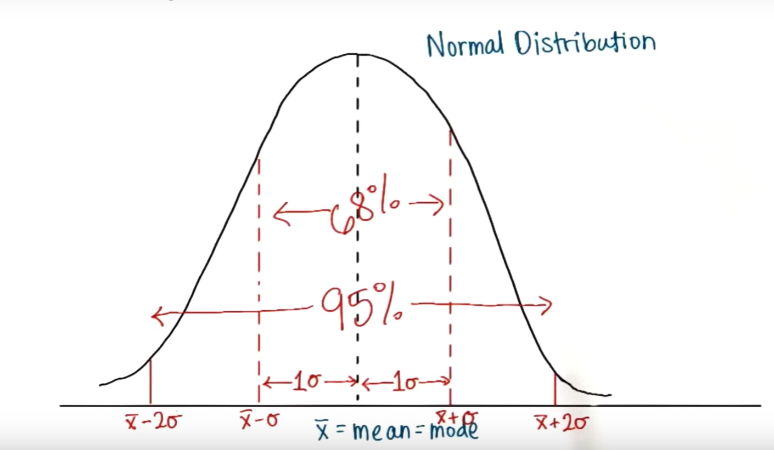 Normal Distribution
68%
95%
1σ 1σ
x̄-2σ x̄-σ x̄+σ x̄+2σ
x̄ = mean = mode